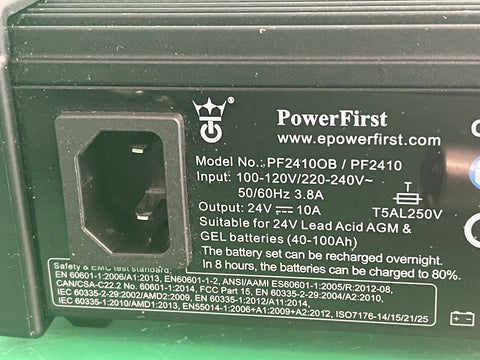 PowerFirst
www.epowerfirst.com
Model No.: PF2410OB / PF2410
Input: 100-120V/220-240V~
50/60Hz 3.8A
Output: 24V⎓10A
T5AL250V
Suitable for 24V Lead Acid AGM &
GEL batteries (40-100Ah)
The battery set can be recharged overnight.
In 8 hours, the batteries can be charged to 80%.
Safety & EMC test standard:
EN 60601-1:2006/A1:2013, EN60601-1-2, ANSI/AAMI ES60601-1:2005/R:2012-08,
CAN/CSA-C22.2 No. 60601-1:14, FCC Part 15, EN 60335-2-29:2004/A2:2010,
IEC 60335-2-29:2002/AMD2:2009, EN 60335-1:2012/A11:2014,
IEC 60335-1:2010/AMD1:2013, EN55014-1:2006+A1:2009+A2:2012, ISO7176-14/15/21/25